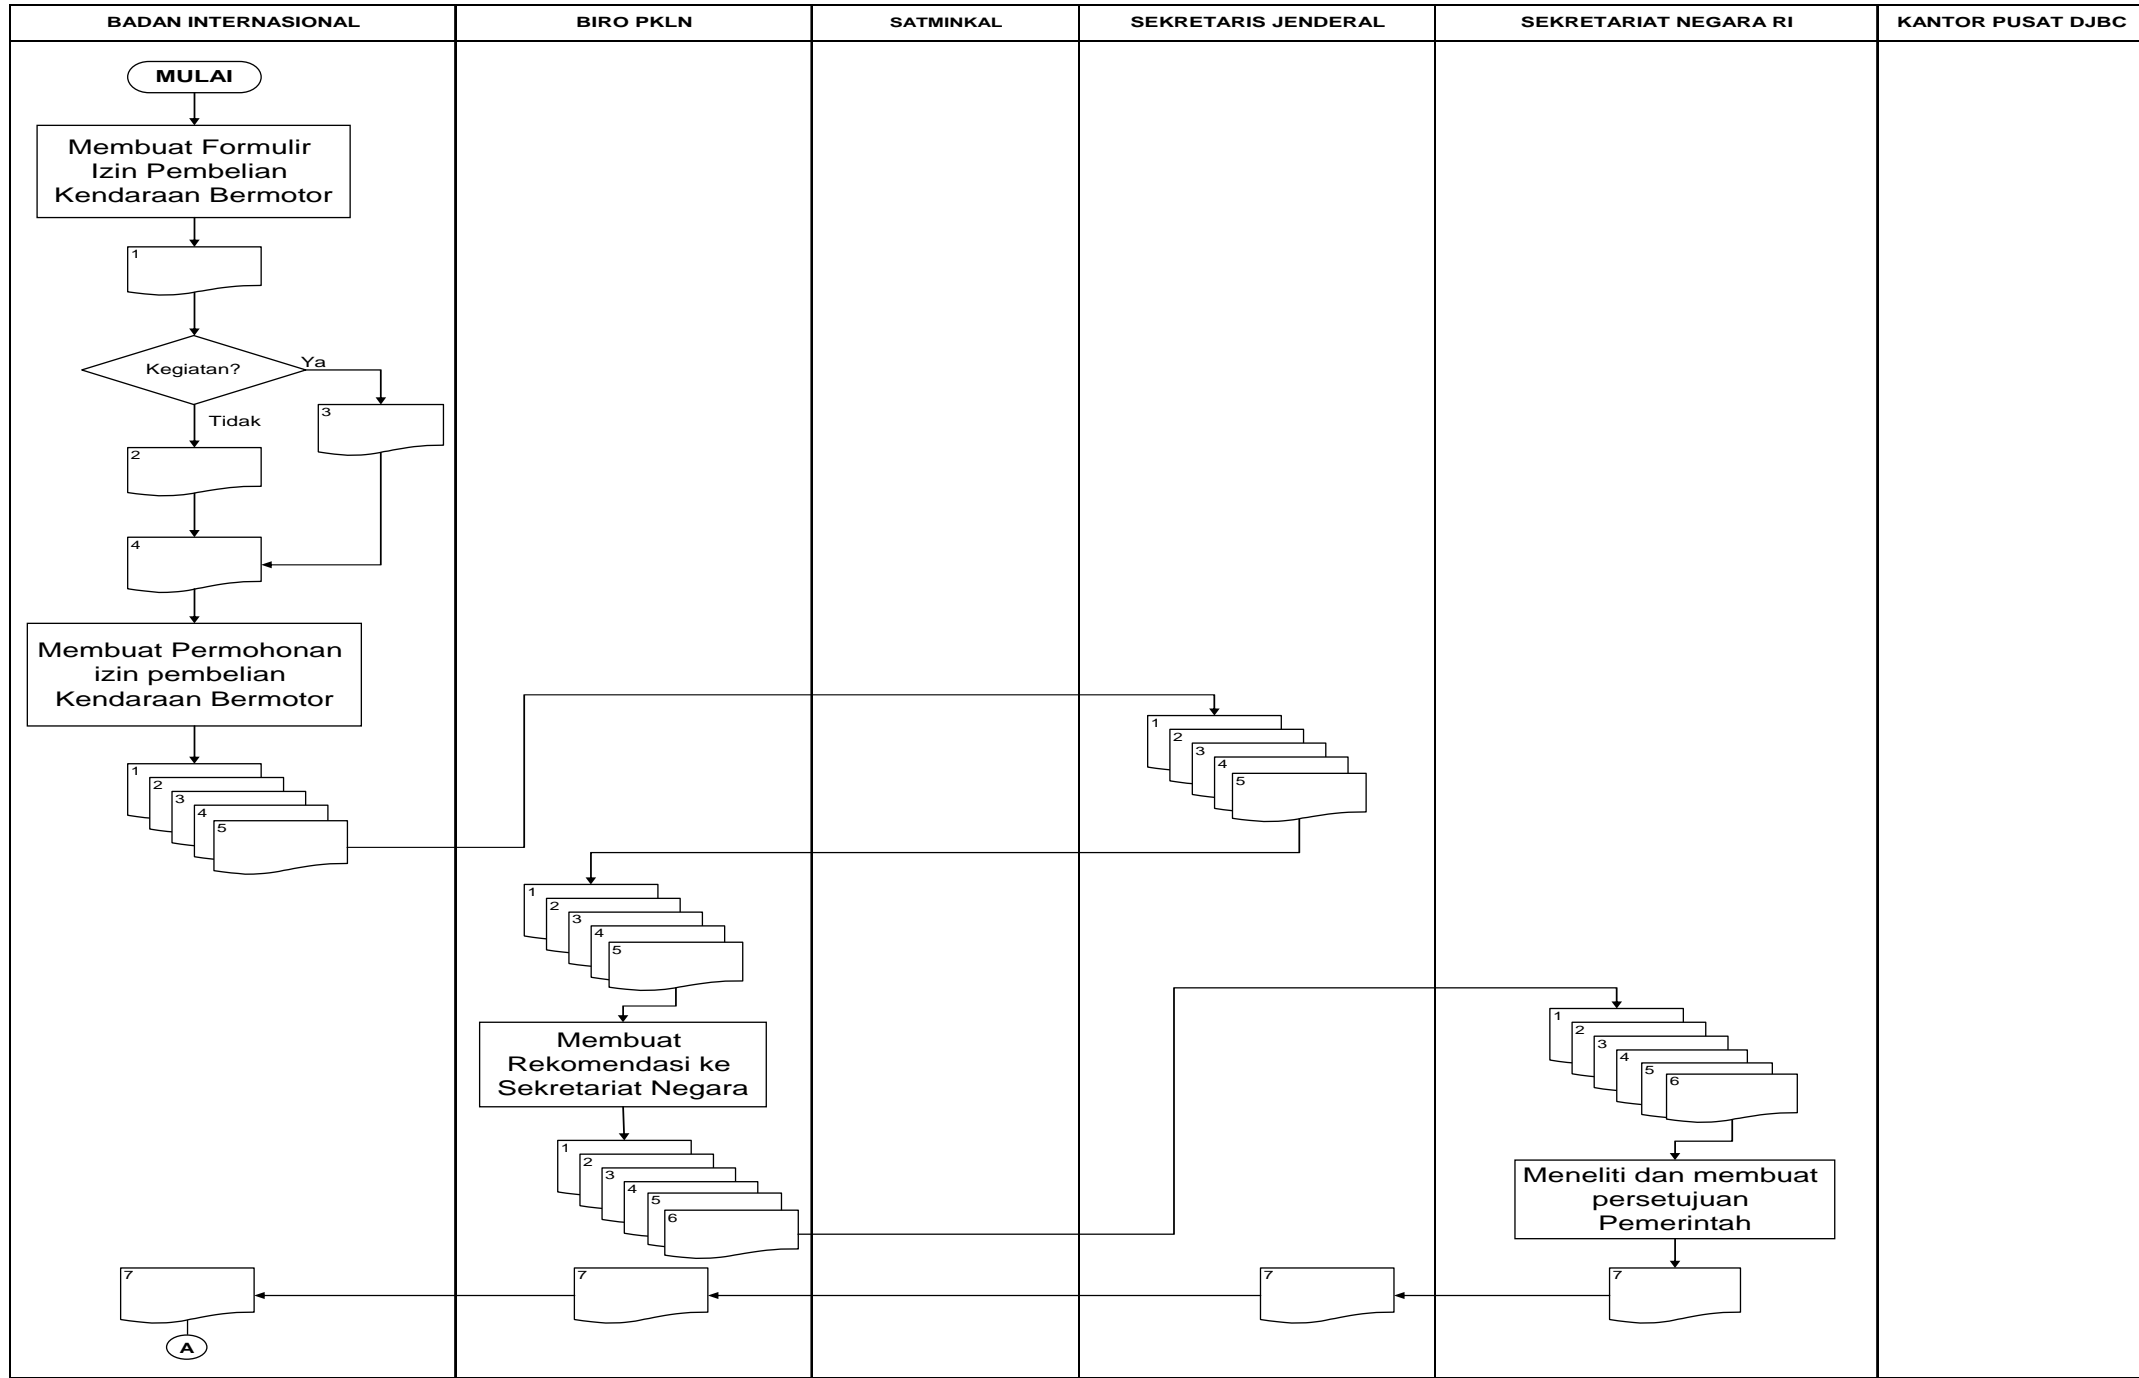 BADAN INTERNASIONAL
BIRO PKLN
SATMINKAL
SEKRETARIS JENDERAL
SEKRETARIAT NEGARA RI
KANTOR PUSAT DJBC
MULAI
Membuat Formulir
Izin Pembelian
Kendaraan Bermotor
1
Kegiatan?
Ya
Tidak
3
2
4
Membuat Permohonan
izin pembelian
Kendaraan Bermotor
1
2
3
4
5
1
2
3
4
5
1
2
3
4
5
Membuat
Rekomendasi ke
Sekretariat Negara
1
2
3
4
5
6
1
2
3
4
5
6
Meneliti dan membuat
persetujuan
Pemerintah
7
7
7
7
A